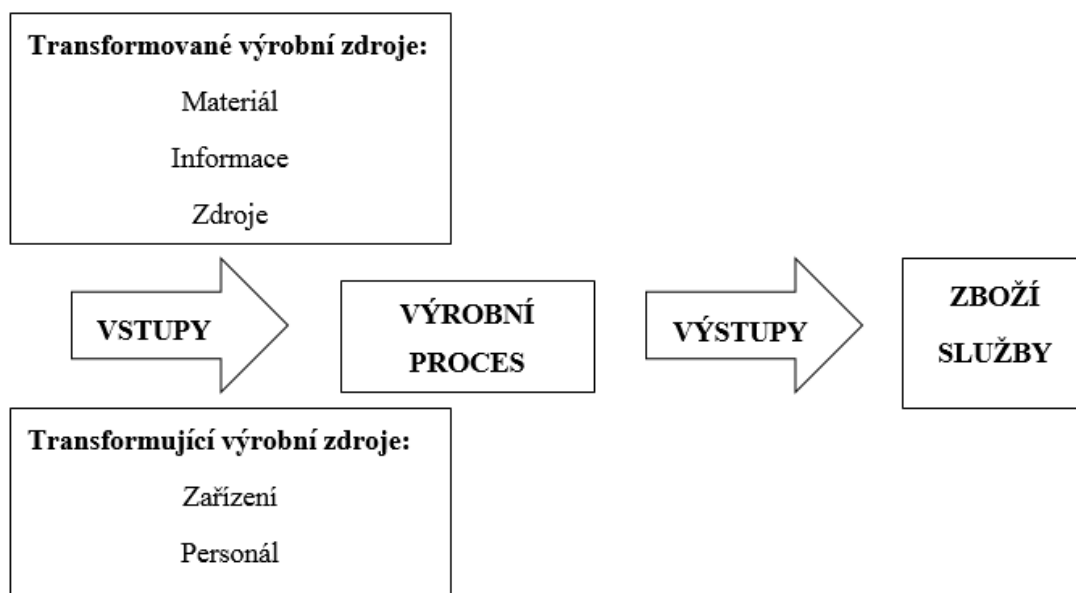 Transformované výrobní zdroje:
Materiál
Informace
Zdroje
VSTUPY
VÝROBNÍ
PROCES
VÝSTUPY
ZBOŽÍ
SLUŽBY
Transformující výrobní zdroje:
Zařízení
Personál